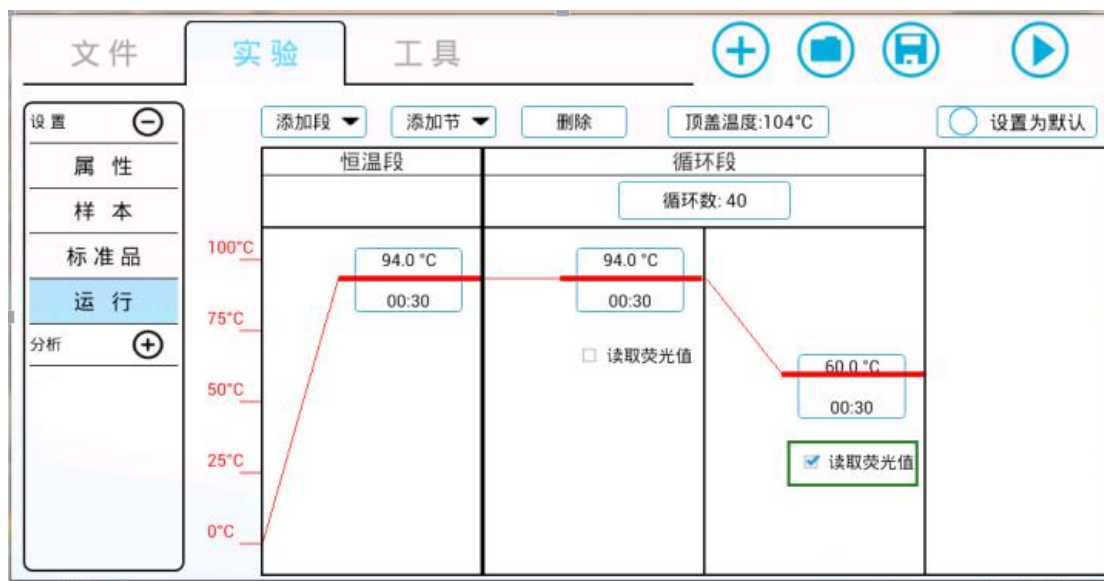 文件
实验
工具
设置
属 性
样 本
标准品
运 行
分析
添加段
添加节
删除
顶盖温度:104°C
设置为默认
恒温段
循环段
循环数: 40
100°C
75°C
50°C
25°C
0°C
94.0 °C
00:30
94.0 °C
00:30
读取荧光值
60.0 °C
00:30
读取荧光值